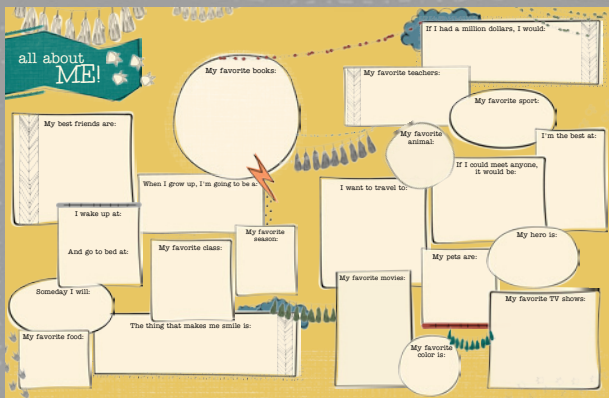 all about
ME!
My favorite books:
If I had a million dollars, I would:
My favorite teachers:
My favorite sport:
My best friends are:
My favorite
animal:
I'm the best at:
When I grow up, I'm going to be a:
I want to travel to:
If I could meet anyone,
it would be:
I wake up at:
And go to bed at:
My favorite class:
My favorite
season:
My hero is:
My pets are:
Someday I will:
My favorite movies:
My favorite TV shows:
The thing that makes me smile is:
My favorite food:
My favorite
color is: